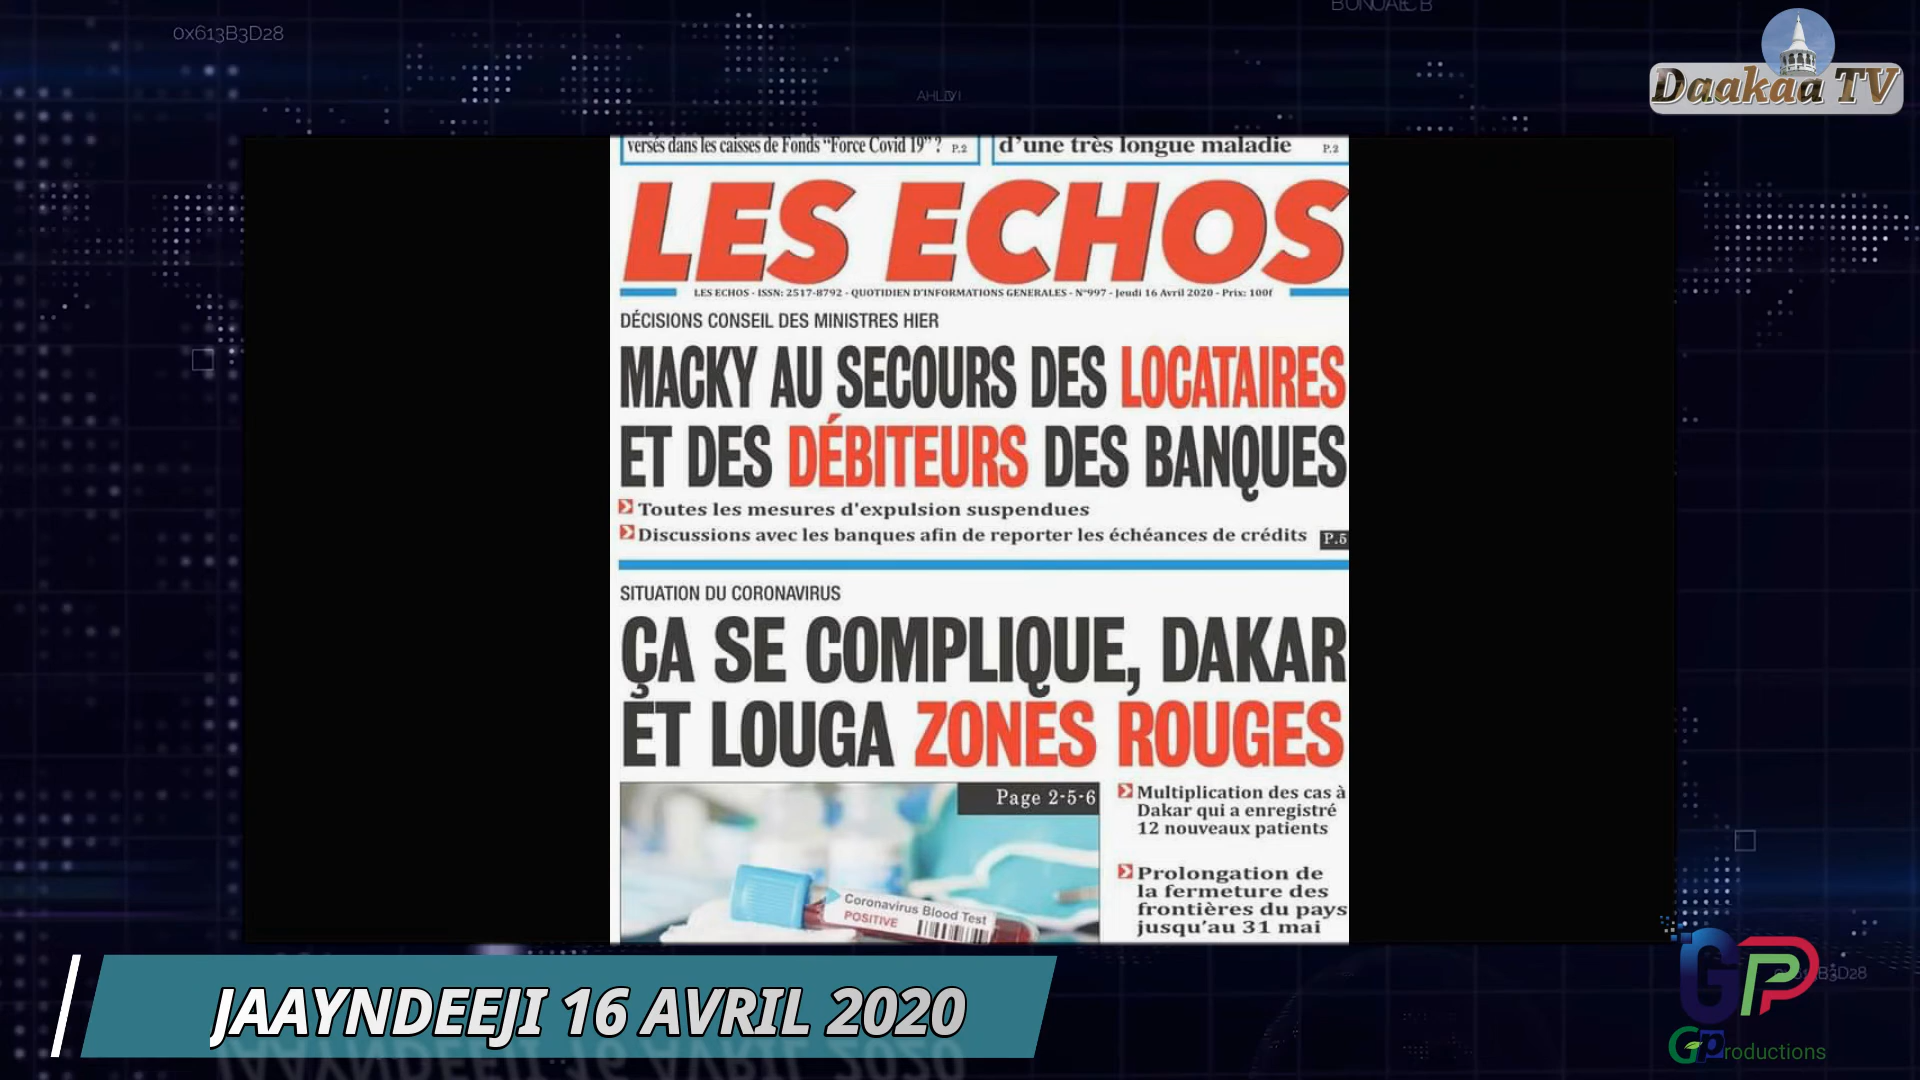 0x613B3D28
Daakaa TV
versés dans les caisses de Fonds "Force Covid 19" ? P.2
d'une très longue maladie P.2
LES ECHOS
LES ECHOS - ISSN: 2517-8792 - QUOTIDIEN D'INFORMATIONS GENERALES - N°997 - Jeudi 16 Avril 2020 - Prix: 100f
DÉCISIONS CONSEIL DES MINISTRES HIER
MACKY AU SECOURS DES LOCATAIRES
ET DES DÉBITEURS DES BANQUES
Toutes les mesures d'expulsion suspendues
Discussions avec les banques afin de reporter les échéances de crédits P.5
SITUATION DU CORONAVIRUS
ÇA SE COMPLIQUE, DAKAR
ET LOUGA ZONES ROUGES
Page 2-5-6
Coronavirus Blood Test
POSITIVE
Multiplication des cas à
Dakar qui a enregistré
12 nouveaux patients
Prolongation de
la fermeture des
frontières du pays
jusqu'au 31 mai
JAAYNDEEJI 16 AVRIL 2020
GP
GProductions